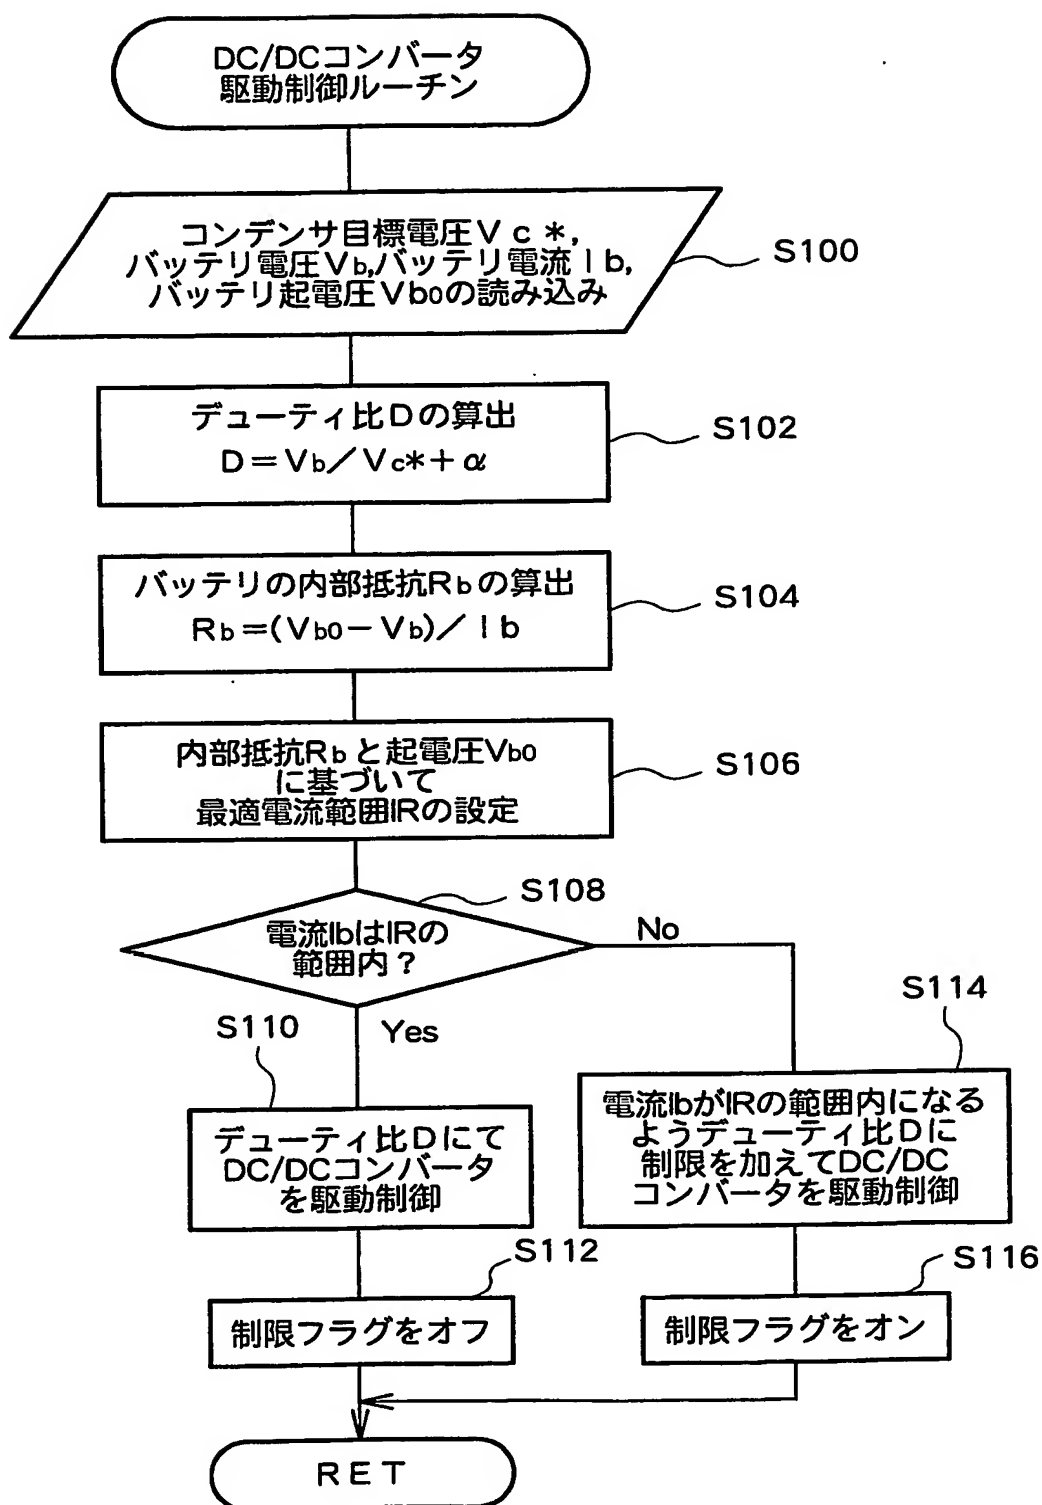 DC/DCコンバータ
駆動制御ルーチン
コンデンサ目標電圧Vc*,
バッテリ電圧Vb,バッテリ電流Ib,
バッテリ起電圧Vb0の読み込み
S100
デューティ比Dの算出
D=Vb/Vc*+α
S102
バッテリの内部抵抗Rbの算出
Rb=(Vb0-Vb)/Ib
S104
内部抵抗Rbと起電圧Vb0
に基づいて
最適電流範囲IRの設定
S106
S108
電流IbはIRの
範囲内?
No
Yes
S110
デューティ比Dにて
DC/DCコンバータ
を駆動制御
S114
電流IbがIRの範囲内になる
ようデューティ比Dに
制限を加えてDC/DC
コンバータを駆動制御
S112
制限フラグをオフ
S116
制限フラグをオン
RET